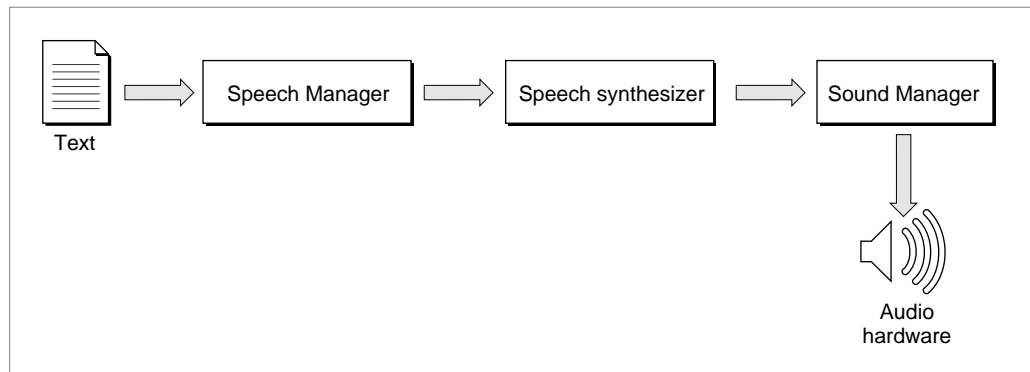 Text
Speech Manager
Speech synthesizer
Sound Manager
Audio
hardware